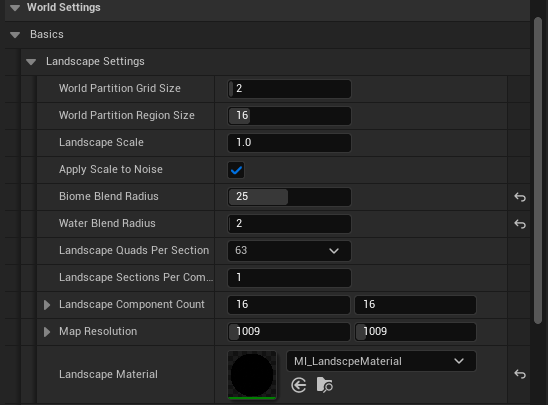 World Settings
Basics
Landscape Settings
World Partition Grid Size 2
World Partition Region Size 16
Landscape Scale 1.0
Apply Scale to Noise
Biome Blend Radius 25
Water Blend Radius 2
Landscape Quads Per Section 63
Landscape Sections Per Com... 1
Landscape Component Count 16 16
Map Resolution 1009 1009
MI_LandscpeMaterial
Landscape Material